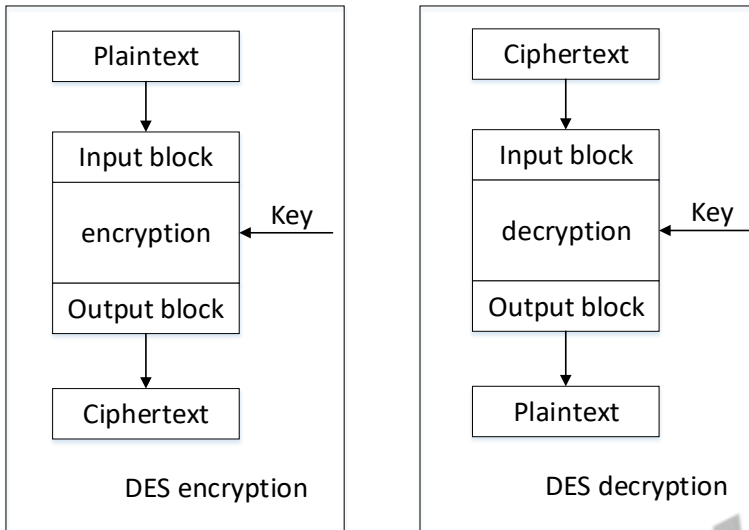 Plaintext
Input block
encryption
Key
Output block
Ciphertext
DES encryption
Ciphertext
Input block
decryption
Key
Output block
Plaintext
DES decryption